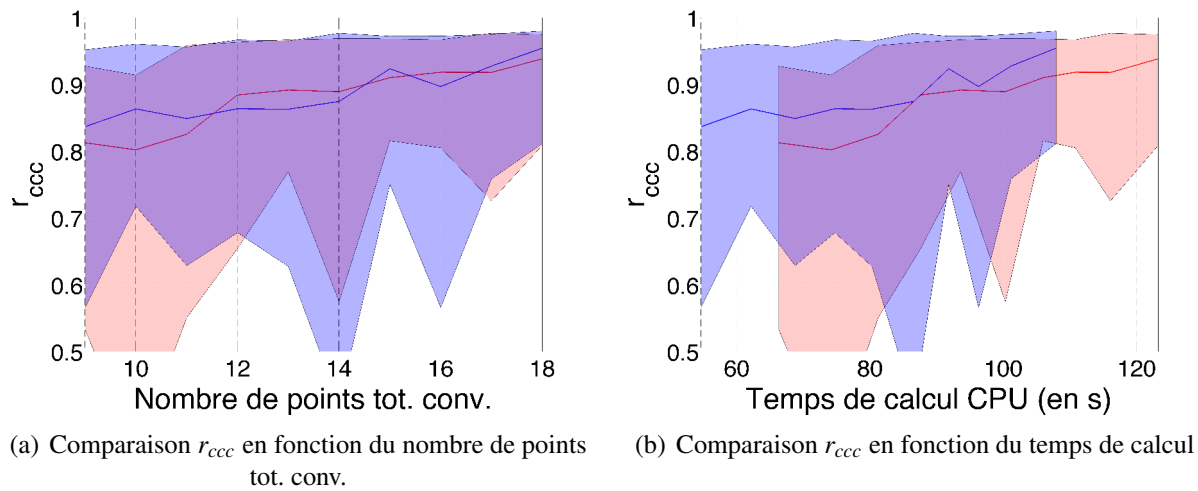 1
0.9
0.8
0.7
0.6
0.5
r_ccc
10 12 14 16 18
Nombre de points tot. conv.
(a) Comparaison r_ccc en fonction du nombre de points
tot. conv.
1
0.9
0.8
0.7
0.6
0.5
r_ccc
60 80 100 120
Temps de calcul CPU (en s)
(b) Comparaison r_ccc en fonction du temps de calcul